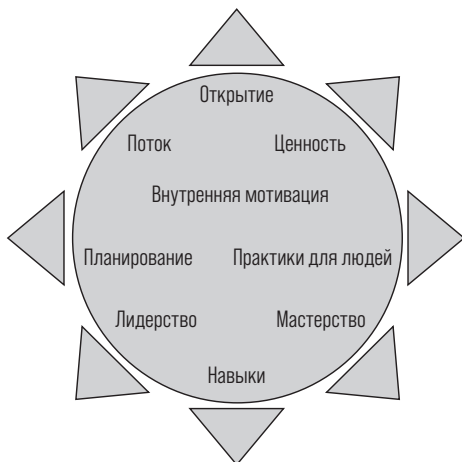 Открытие
Поток
Ценность
Внутренняя мотивация
Планирование
Практики для людей
Лидерство
Мастерство
Навыки